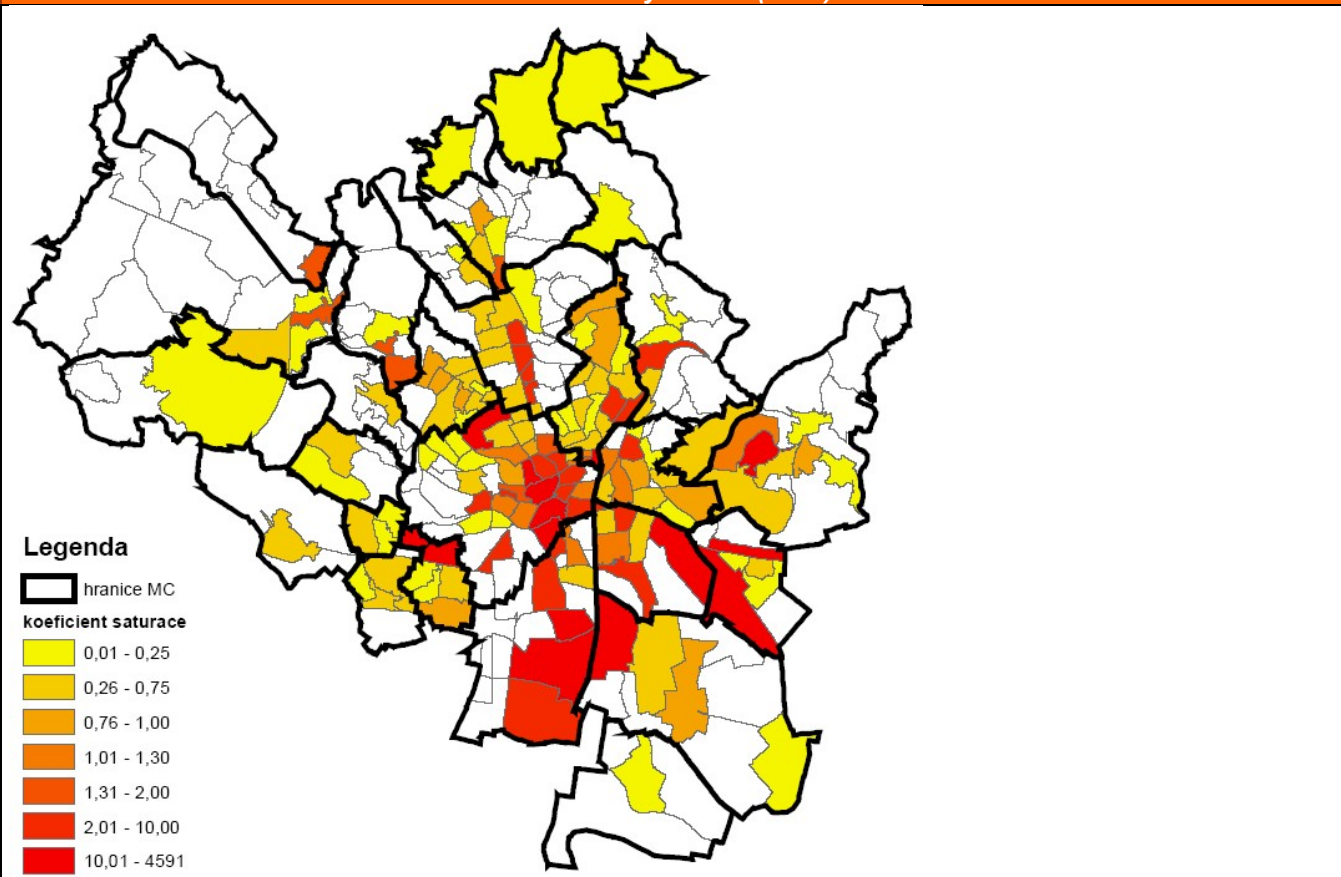 Legenda
hranice MC
koeficient saturace
0,01 - 0,25
0,26 - 0,75
0,76 - 1,00
1,01 - 1,30
1,31 - 2,00
2,01 - 10,00
10,01 - 4591